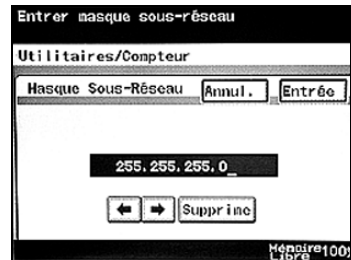 Entrer masque sous-réseau
Utilitaires/Compteur
Masque Sous-Réseau Annul. Entrée
255.255.255.0_
Supprime
Mémoire 100%
Libre